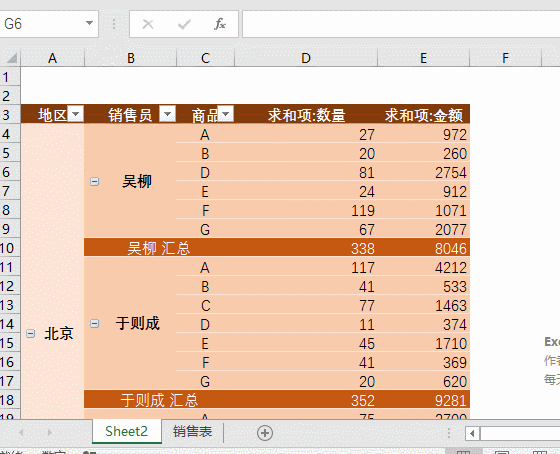 G6 fx
A B C D E F
1
2
3 地区 销售员 商品 求和项:数量 求和项:金额
4 A 27 972
5 B 20 260
6 D 81 2754
7 吴柳 E 24 912
8 F 119 1071
9 G 67 2077
10 吴柳 汇总 338 8046
11 A 117 4212
12 B 41 533
13 C 77 1463
14 北京 于则成 D 11 374
15 E 45 1710
16 F 41 369
17 G 20 620
18 于则成 汇总 352 9281
19 A 75 2700
Exc
作者
每天
Sheet2 销售表